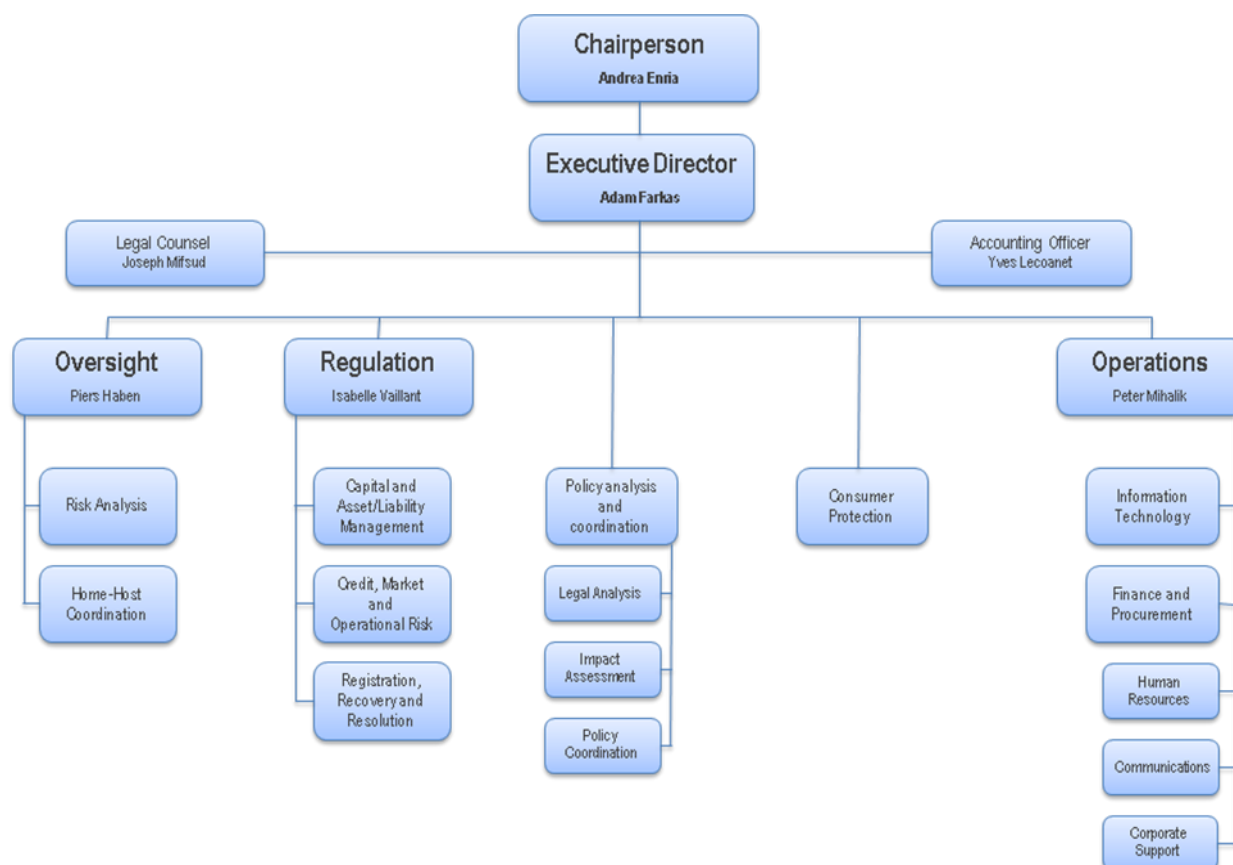 Chairperson
Andrea Enria
Executive Director
Adam Farkas
Legal Counsel
Joseph Mifsud
Accounting Officer
Yves Lecoanet
Oversight
Piers Haben
Regulation
Isabelle Vaillant
Operations
Peter Mihalik
Risk Analysis
Home-Host
Coordination
Capital and
Asset/Liability
Management
Credit, Market
and
Operational Risk
Registration,
Recovery and
Resolution
Policy analysis
and
coordination
Legal Analysis
Impact
Assessment
Policy
Coordination
Consumer
Protection
Information
Technology
Finance and
Procurement
Human
Resources
Communications
Corporate
Support